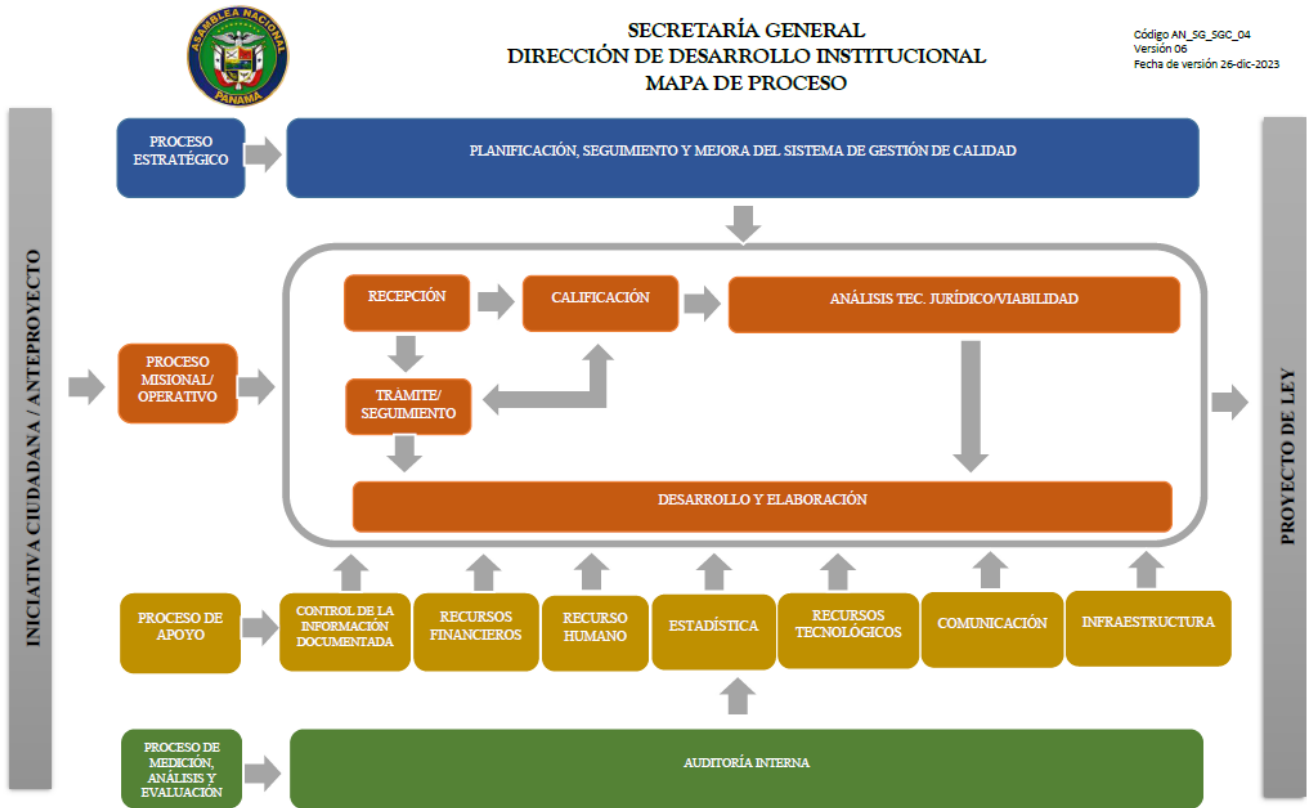 ASAMBLEA NACIONAL
PANAMA
SECRETARÍA GENERAL
DIRECCIÓN DE DESARROLLO INSTITUCIONAL
MAPA DE PROCESO
Código AN_SG_SGC_04
Versión 06
Fecha de versión 26-dic-2023
INICIATIVA CIUDADANA / ANTEPROYECTO
PROCESO
ESTRATÉGICO
PLANIFICACIÓN, SEGUIMIENTO Y MEJORA DEL SISTEMA DE GESTIÓN DE CALIDAD
PROCESO
MISIONAL/
OPERATIVO
RECEPCIÓN
CALIFICACIÓN
ANÁLISIS TEC. JURÍDICO/VIABILIDAD
TRÀMITE/
SEGUIMIENTO
DESARROLLO Y ELABORACIÓN
PROCESO DE
APOYO
CONTROL DE LA
INFORMACIÓN
DOCUMENTADA
RECURSOS
FINANCIEROS
RECURSO
HUMANO
ESTADÍSTICA
RECURSOS
TECNOLÓGICOS
COMUNICACIÓN
INFRAESTRUCTURA
PROCESO DE
MEDICIÓN,
ANÁLISIS Y
EVALUACIÓN
AUDITORÍA INTERNA
PROYECTO DE LEY